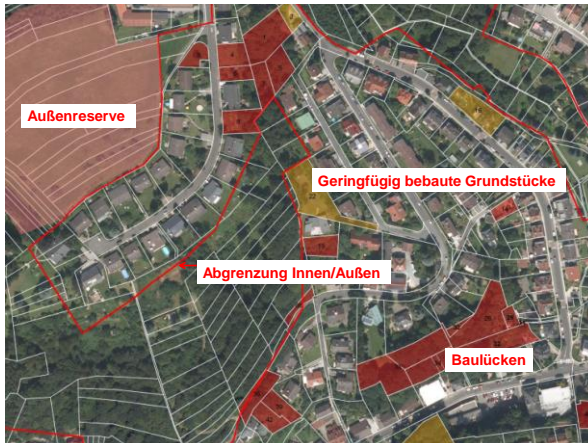 Außenreserve
Geringfügig bebaute Grundstücke
Abgrenzung Innen/Außen
Baulücken